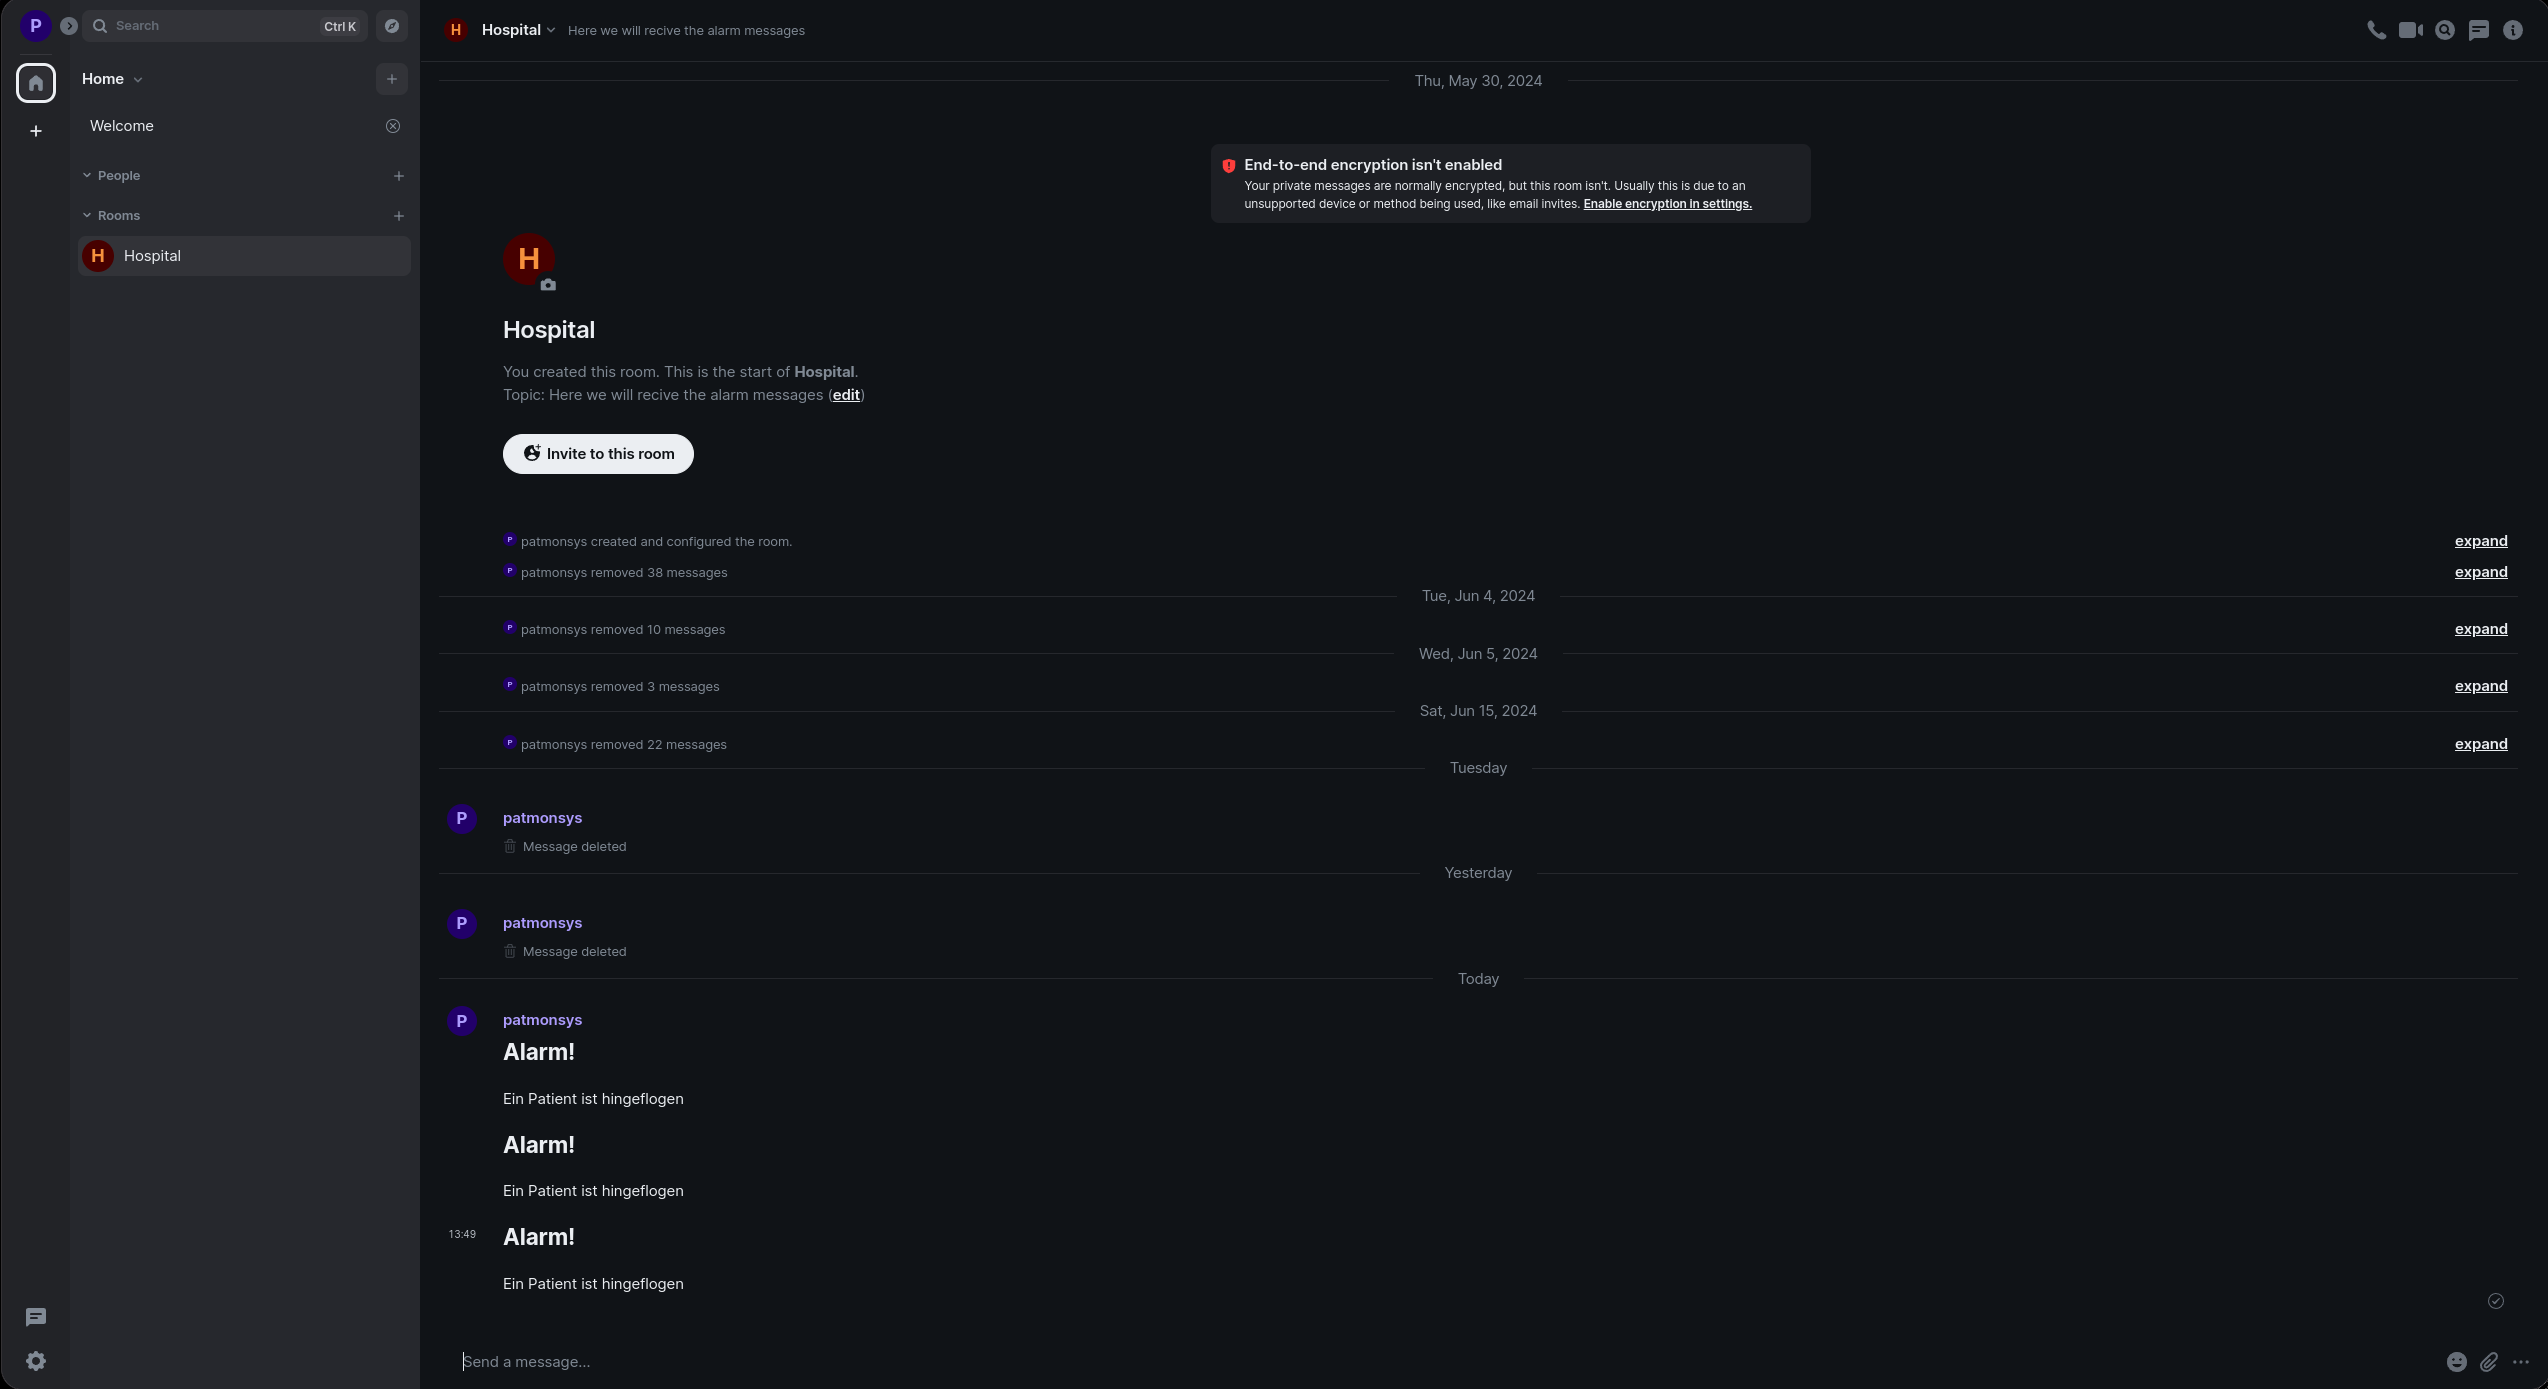 P
Search
Ctrl K
Home
Welcome
People
Rooms
H Hospital
H Hospital Here we will recive the alarm messages
Thu, May 30, 2024
End-to-end encryption isn't enabled
Your private messages are normally encrypted, but this room isn't. Usually this is due to an
unsupported device or method being used, like email invites. Enable encryption in settings.
H
Hospital
You created this room. This is the start of Hospital.
Topic: Here we will recive the alarm messages (edit)
Invite to this room
P patmonsys created and configured the room. expand
P patmonsys removed 38 messages expand
Tue, Jun 4, 2024
P patmonsys removed 10 messages expand
Wed, Jun 5, 2024
P patmonsys removed 3 messages expand
Sat, Jun 15, 2024
P patmonsys removed 22 messages expand
Tuesday
P patmonsys
Message deleted
Yesterday
P patmonsys
Message deleted
Today
P patmonsys
Alarm!
Ein Patient ist hingeflogen
Alarm!
Ein Patient ist hingeflogen
13:49 Alarm!
Ein Patient ist hingeflogen
Send a message...